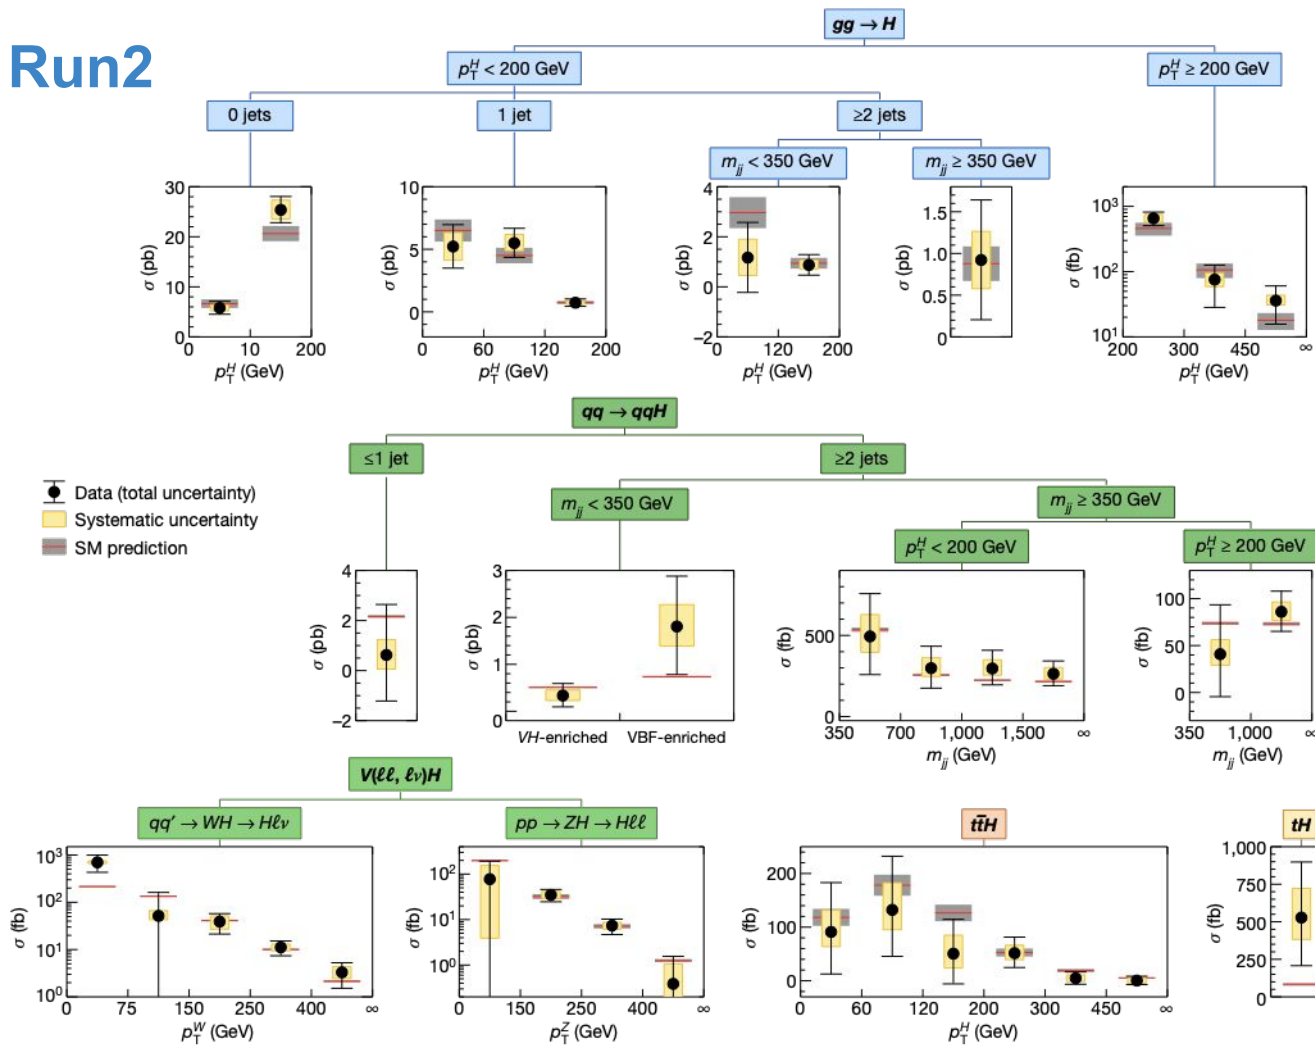 Run2
gg → H
p_T^H < 200 GeV
p_T^H ≥ 200 GeV
0 jets
1 jet
≥2 jets
m_jj < 350 GeV
m_jj ≥ 350 GeV
σ (pb)
30
20
10
0
0 10 200
p_T^H (GeV)
σ (pb)
10
5
0
0 60 120 200
p_T^H (GeV)
σ (pb)
4
2
0
−2
0 120 200
p_T^H (GeV)
σ (pb)
1.5
1.0
0.5
0
σ (fb)
10^3
10^2
10^1
200 300 450 ∞
p_T^H (GeV)
qq → qqH
≤1 jet
≥2 jets
m_jj < 350 GeV
m_jj ≥ 350 GeV
p_T^H < 200 GeV
p_T^H ≥ 200 GeV
Data (total uncertainty)
Systematic uncertainty
SM prediction
σ (pb)
4
2
0
−2
σ (pb)
3
2
1
0
VH-enriched VBF-enriched
σ (fb)
500
0
350 700 1,000 1,500 ∞
m_jj (GeV)
σ (fb)
100
50
0
350 1,000 ∞
m_jj (GeV)
V(ℓℓ, ℓν)H
qq′ → WH → Hℓν
pp → ZH → Hℓℓ
tt̄H
tH
σ (fb)
10^3
10^2
10^1
10^0
0 75 150 400 ∞
p_T^W (GeV)
σ (fb)
10^2
10^1
10^0
0 150 250 400 ∞
p_T^Z (GeV)
σ (fb)
200
100
0
0 60 120 200 300 450 ∞
p_T^H (GeV)
σ (fb)
1,000
750
500
250
0